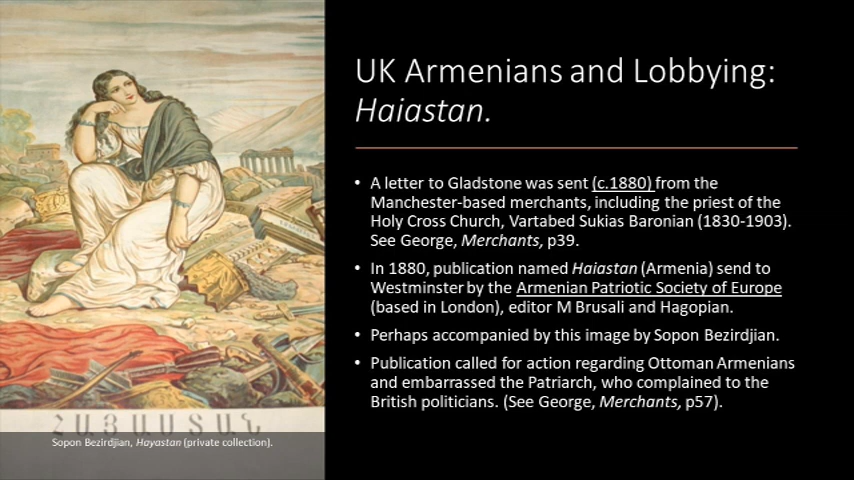 UK Armenians and Lobbying:
Haiastan.
• A letter to Gladstone was sent (c.1880) from the
Manchester-based merchants, including the priest of the
Holy Cross Church, Vartabed Sukias Baronian (1830-1903).
See George, Merchants, p39.
• In 1880, publication named Haiastan (Armenia) send to
Westminster by the Armenian Patriotic Society of Europe
(based in London), editor M Brusali and Hagopian.
• Perhaps accompanied by this image by Sopon Bezirdjian.
• Publication called for action regarding Ottoman Armenians
and embarrassed the Patriarch, who complained to the
British politicians. (See George, Merchants, p57).
ՀԱՅԱՍՏԱՆ
Sopon Bezirdjian, Hayastan (private collection).